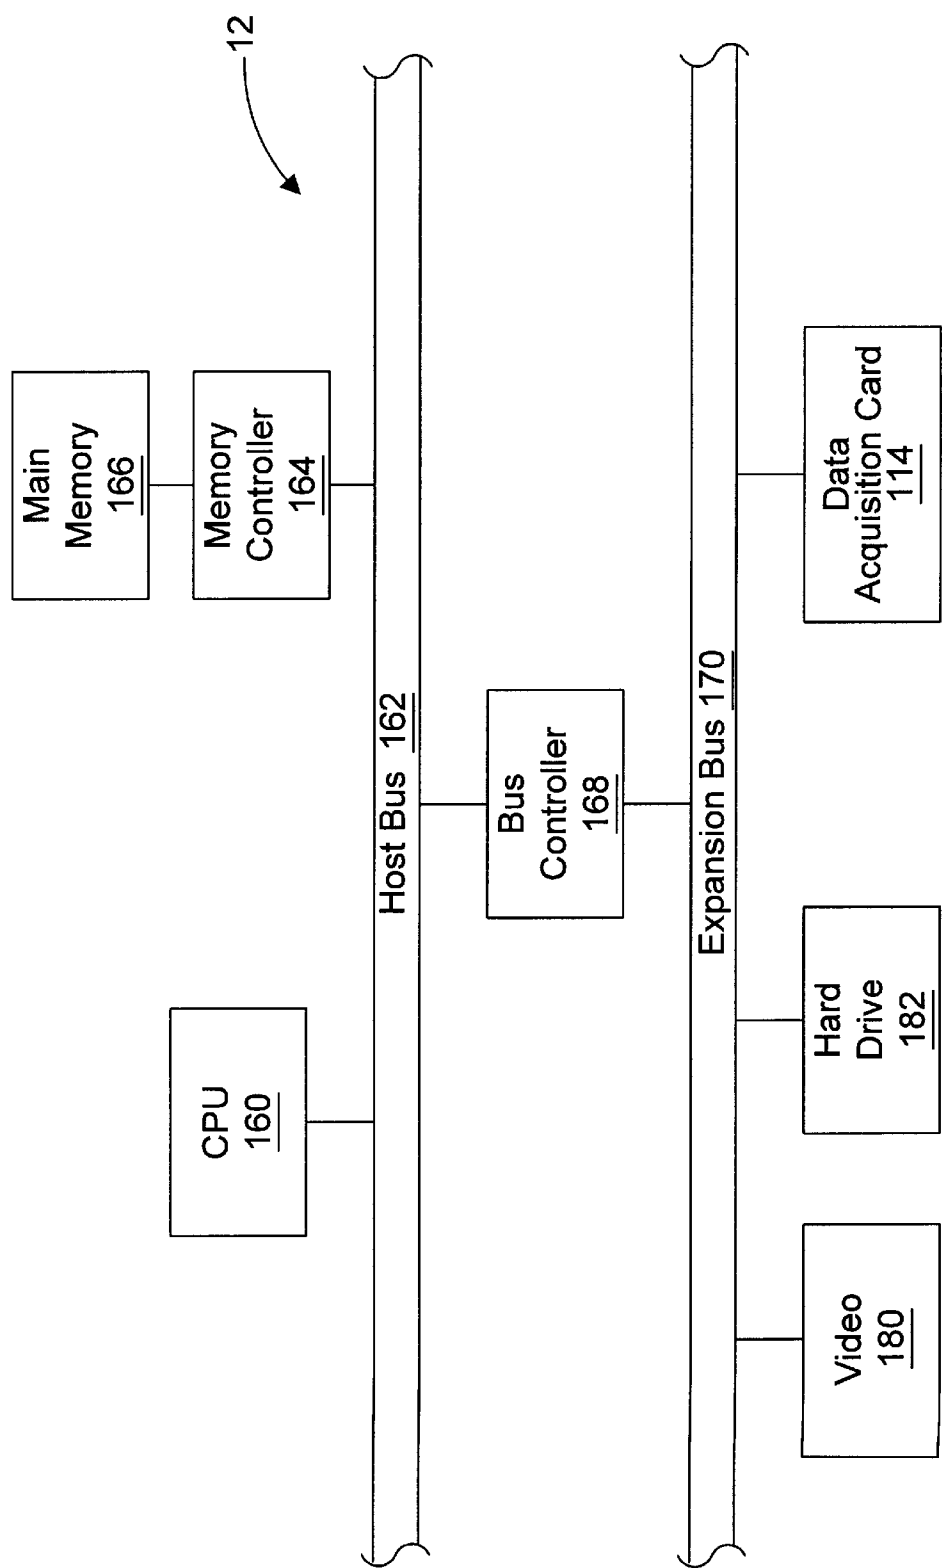 12
Main
Memory
166
CPU
160
Memory
Controller
164
Host Bus 162
Bus
Controller
168
Expansion Bus 170
Video
180
Hard
Drive
182
Data
Acquisition Card
114